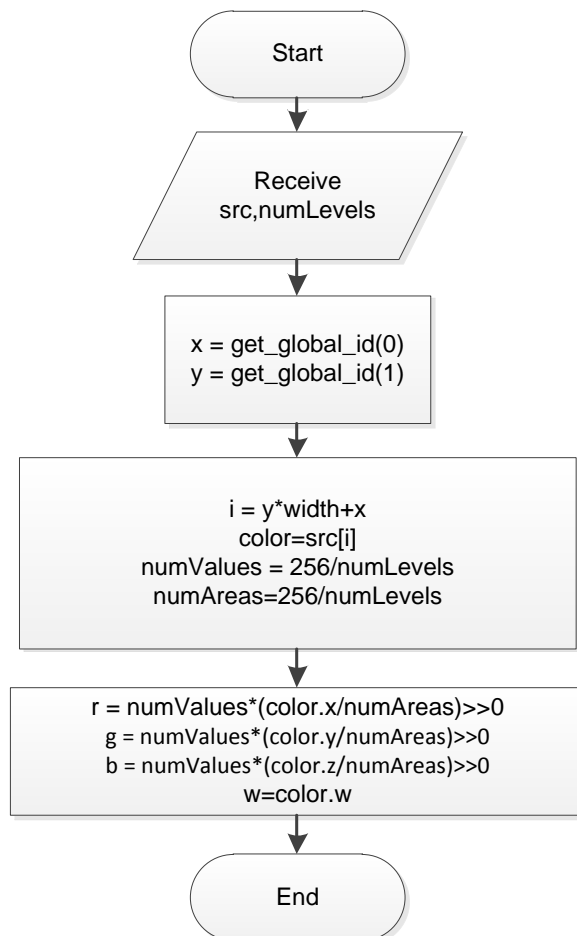 Start
Receive
src,numLevels
x = get_global_id(0)
y = get_global_id(1)
i = y*width+x
color=src[i]
numValues = 256/numLevels
numAreas=256/numLevels
r = numValues*(color.x/numAreas)>>0
g = numValues*(color.y/numAreas)>>0
b = numValues*(color.z/numAreas)>>0
w=color.w
End